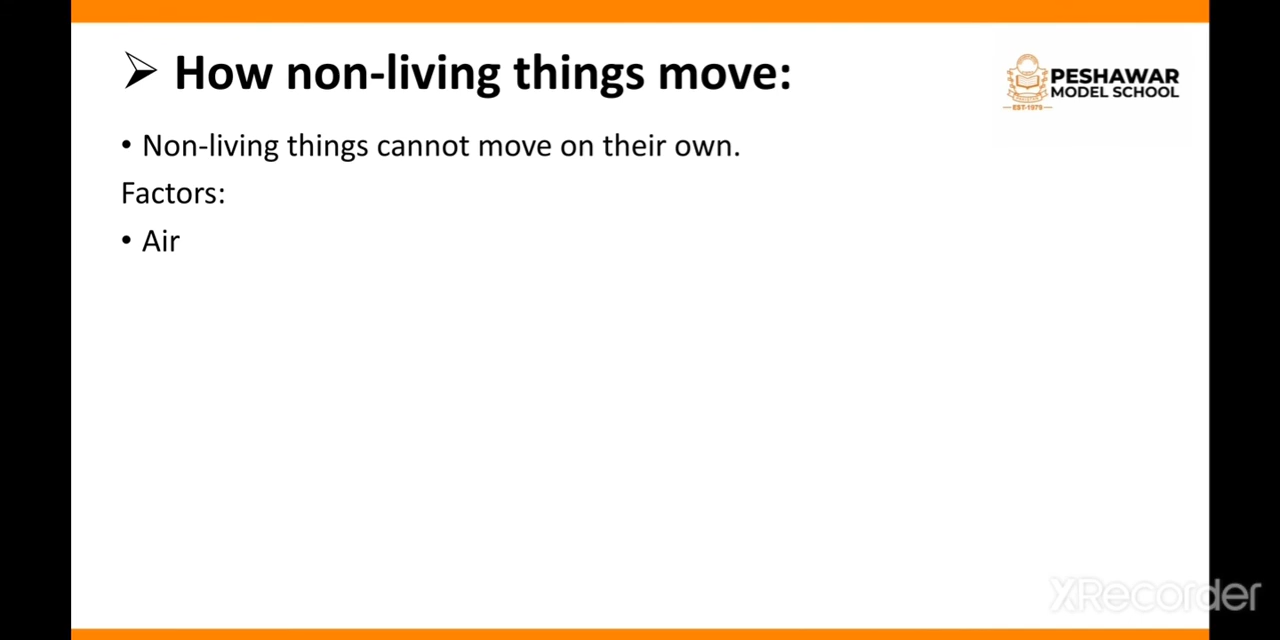 ➢ How non-living things move:
PESHAWAR
MODEL SCHOOL
EST-1979
• Non-living things cannot move on their own.
Factors:
• Air
XRecorder